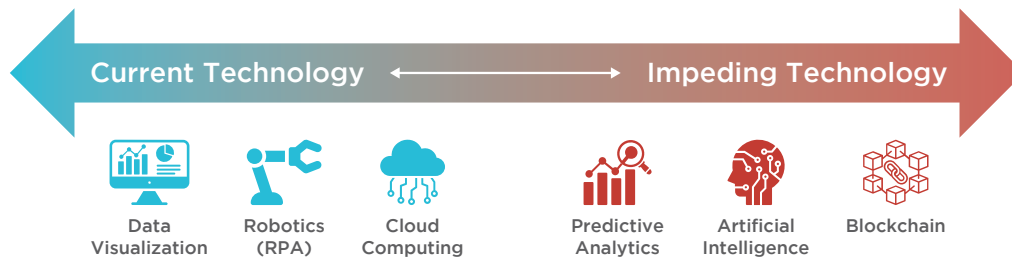 Current Technology
Impeding Technology
Data
Visualization
Robotics
(RPA)
Cloud
Computing
Predictive
Analytics
Artificial
Intelligence
Blockchain